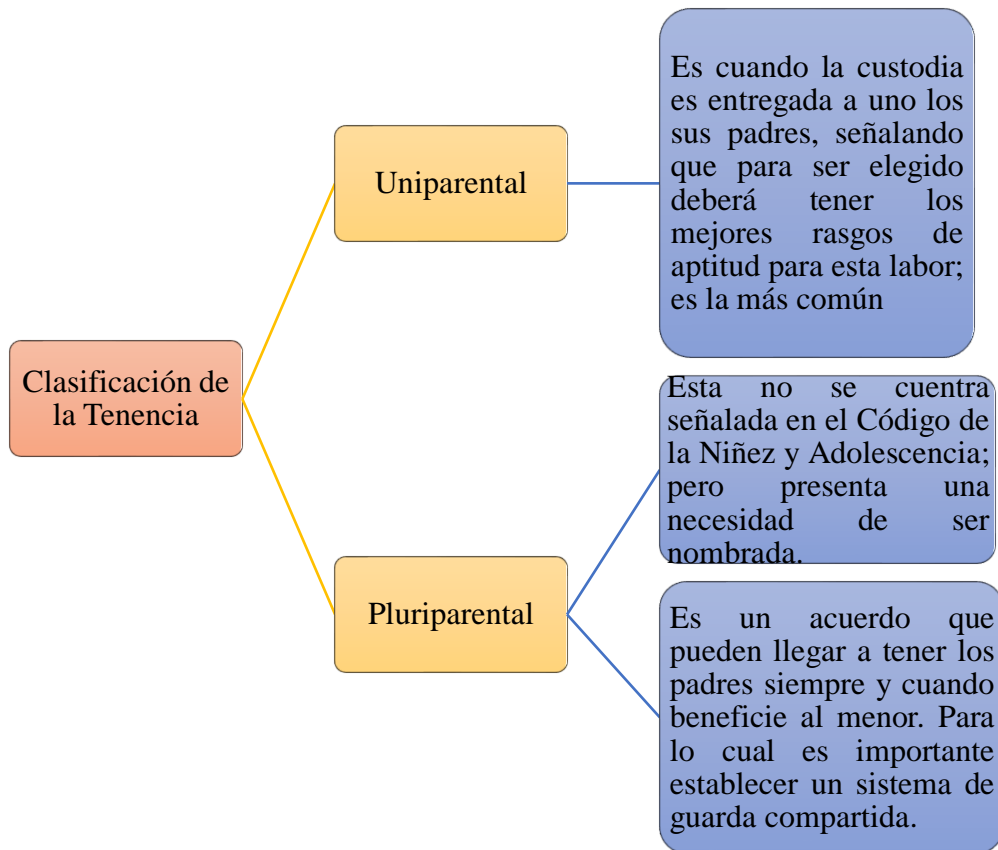 Clasificación de
la Tenencia
Uniparental
Es cuando la custodia
es entregada a uno los
sus padres, señalando
que para ser elegido
deberá tener los
mejores rasgos de
aptitud para esta labor;
es la más común
Pluriparental
Esta no se cuentra
señalada en el Código de
la Niñez y Adolescencia;
pero presenta una
necesidad de ser
nombrada.
Es un acuerdo que
pueden llegar a tener los
padres siempre y cuando
beneficie al menor. Para
lo cual es importante
establecer un sistema de
guarda compartida.